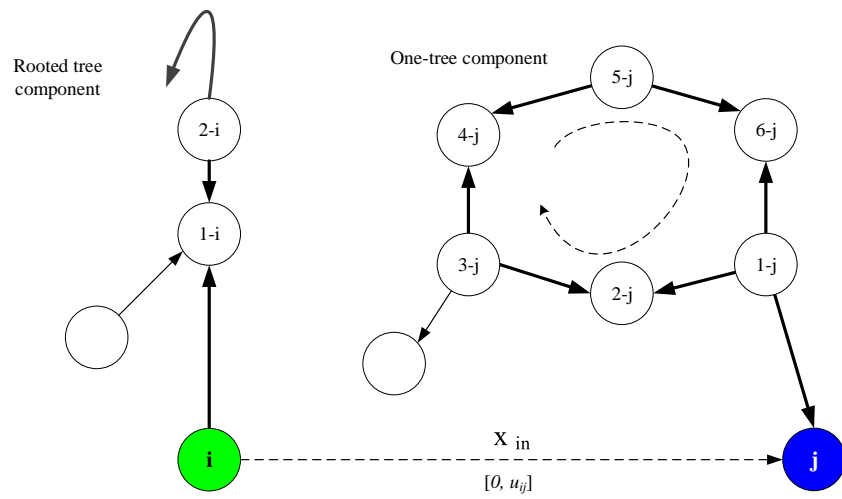 Rooted tree
component
One-tree component
2-i
1-i
5-j
4-j
6-j
3-j
2-j
1-j
i
x in
[0, uij]
j